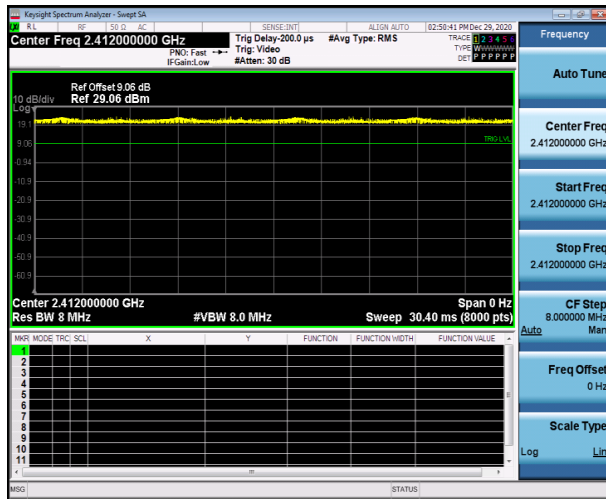 Keysight Spectrum Analyzer - Swept SA
RL RF 50 Ω AC SENSE:INT ALIGN AUTO 02:50:41 PM Dec 29, 2020
Center Freq 2.412000000 GHz
PNO: Fast
IFGain:Low
Trig Delay-200.0 µs
Trig: Video
#Atten: 30 dB
#Avg Type: RMS
TRACE 1 2 3 4 5 6
TYPE W
DET P P P P P P
Ref Offset 9.06 dB
10 dB/div Ref 29.06 dBm
Log
19.1
9.06
TRIG LVL
-0.94
-10.9
-20.9
-30.9
-40.9
-50.9
-60.9
Center 2.412000000 GHz Span 0 Hz
Res BW 8 MHz #VBW 8.0 MHz Sweep 30.40 ms (8000 pts)
MKR MODE TRC SCL X Y FUNCTION FUNCTION WIDTH FUNCTION VALUE
1
2
3
4
5
6
7
8
9
10
11
MSG STATUS
Frequency
Auto Tune
Center Freq
2.412000000 GHz
Start Freq
2.412000000 GHz
Stop Freq
2.412000000 GHz
CF Step
8.000000 MHz
Auto Man
Freq Offset
0 Hz
Scale Type
Log Lin